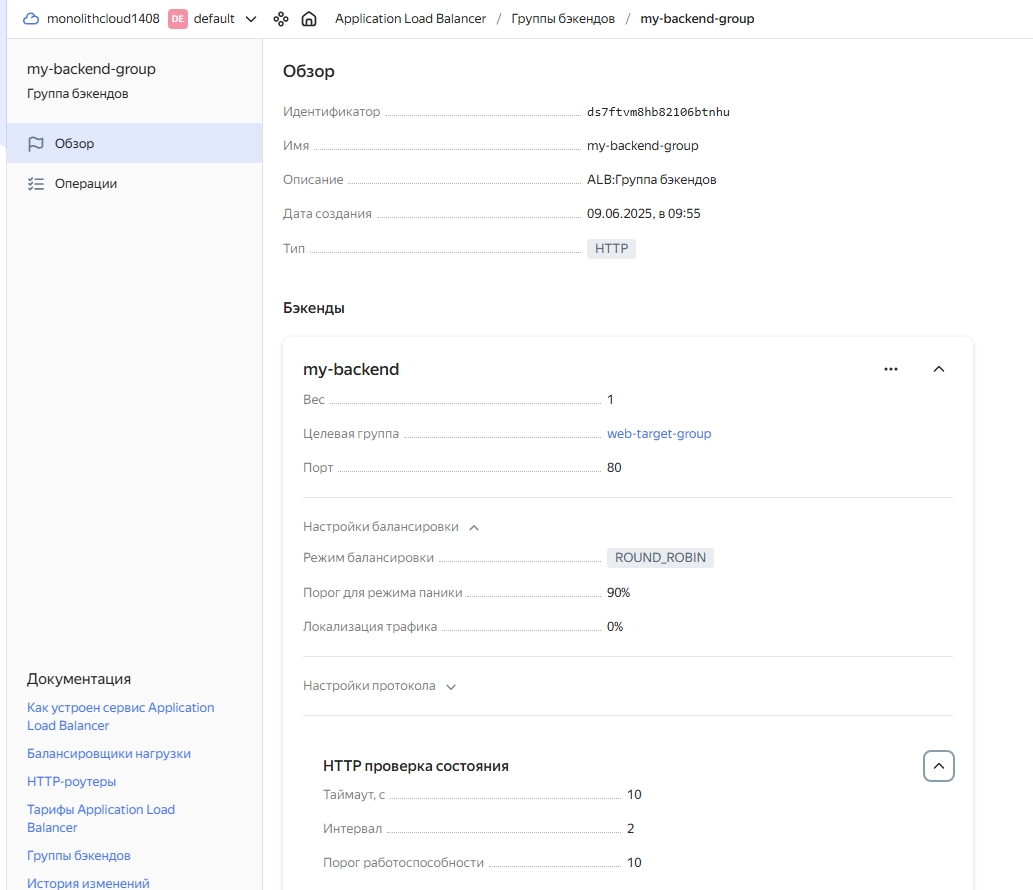 monolithcloud1408 DE default Application Load Balancer / Группы бэкендов / my-backend-group
my-backend-group
Группа бэкендов
Обзор
Операции
Документация
Как устроен сервис Application
Load Balancer
Балансировщики нагрузки
HTTP-роутеры
Тарифы Application Load
Balancer
Группы бэкендов
История изменений
Обзор
Идентификатор ds7ftvm8hb82106btnhu
Имя my-backend-group
Описание ALB:Группа бэкендов
Дата создания 09.06.2025, в 09:55
Тип HTTP
Бэкенды
my-backend
Вес 1
Целевая группа web-target-group
Порт 80
Настройки балансировки
Режим балансировки ROUND_ROBIN
Порог для режима паники 90%
Локализация трафика 0%
Настройки протокола
HTTP проверка состояния
Таймаут, с 10
Интервал 2
Порог работоспособности 10